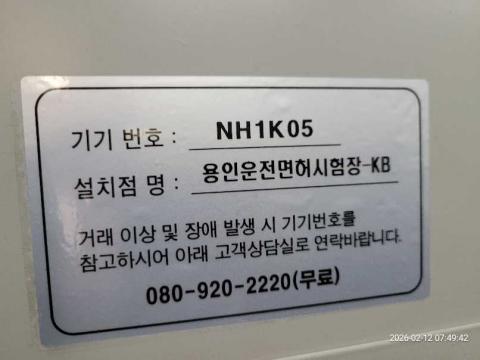 기기 번호 : NH1K05
설치점 명 : 용인운전면허시험장-KB
거래 이상 및 장애 발생 시 기기번호를
참고하시어 아래 고객상담실로 연락바랍니다.
080-920-2220(무료)
2026-02-12 07:49:42